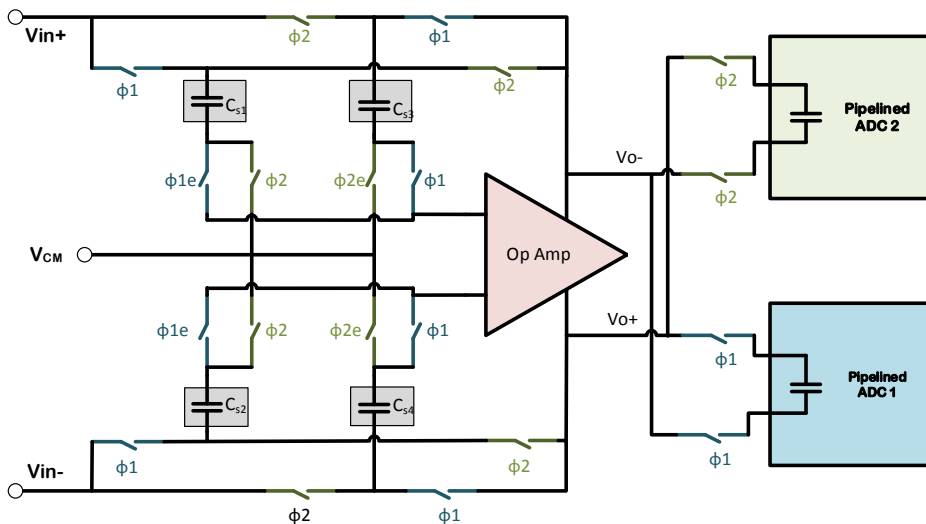 Vin+
ϕ2
ϕ1
ϕ1
ϕ2
Cs1
Cs3
ϕ1e
ϕ2
ϕ2e
ϕ1
VCM
Op Amp
Vo-
Vo+
ϕ2
ϕ2
Pipelined
ADC 2
ϕ1e
ϕ2
ϕ2e
ϕ1
ϕ1
ϕ1
Pipelined
ADC 1
Cs2
Cs4
ϕ1
ϕ2
Vin-
ϕ2
ϕ1